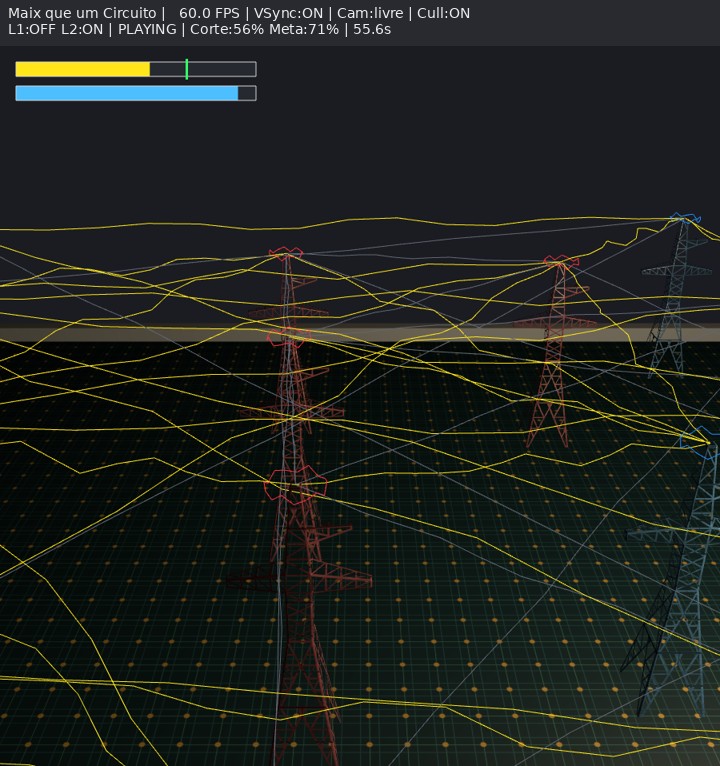 Maix que um Circuito | 60.0 FPS | VSync:ON | Cam:livre | Cull:ON
L1:OFF L2:ON | PLAYING | Corte:56% Meta:71% | 55.6s